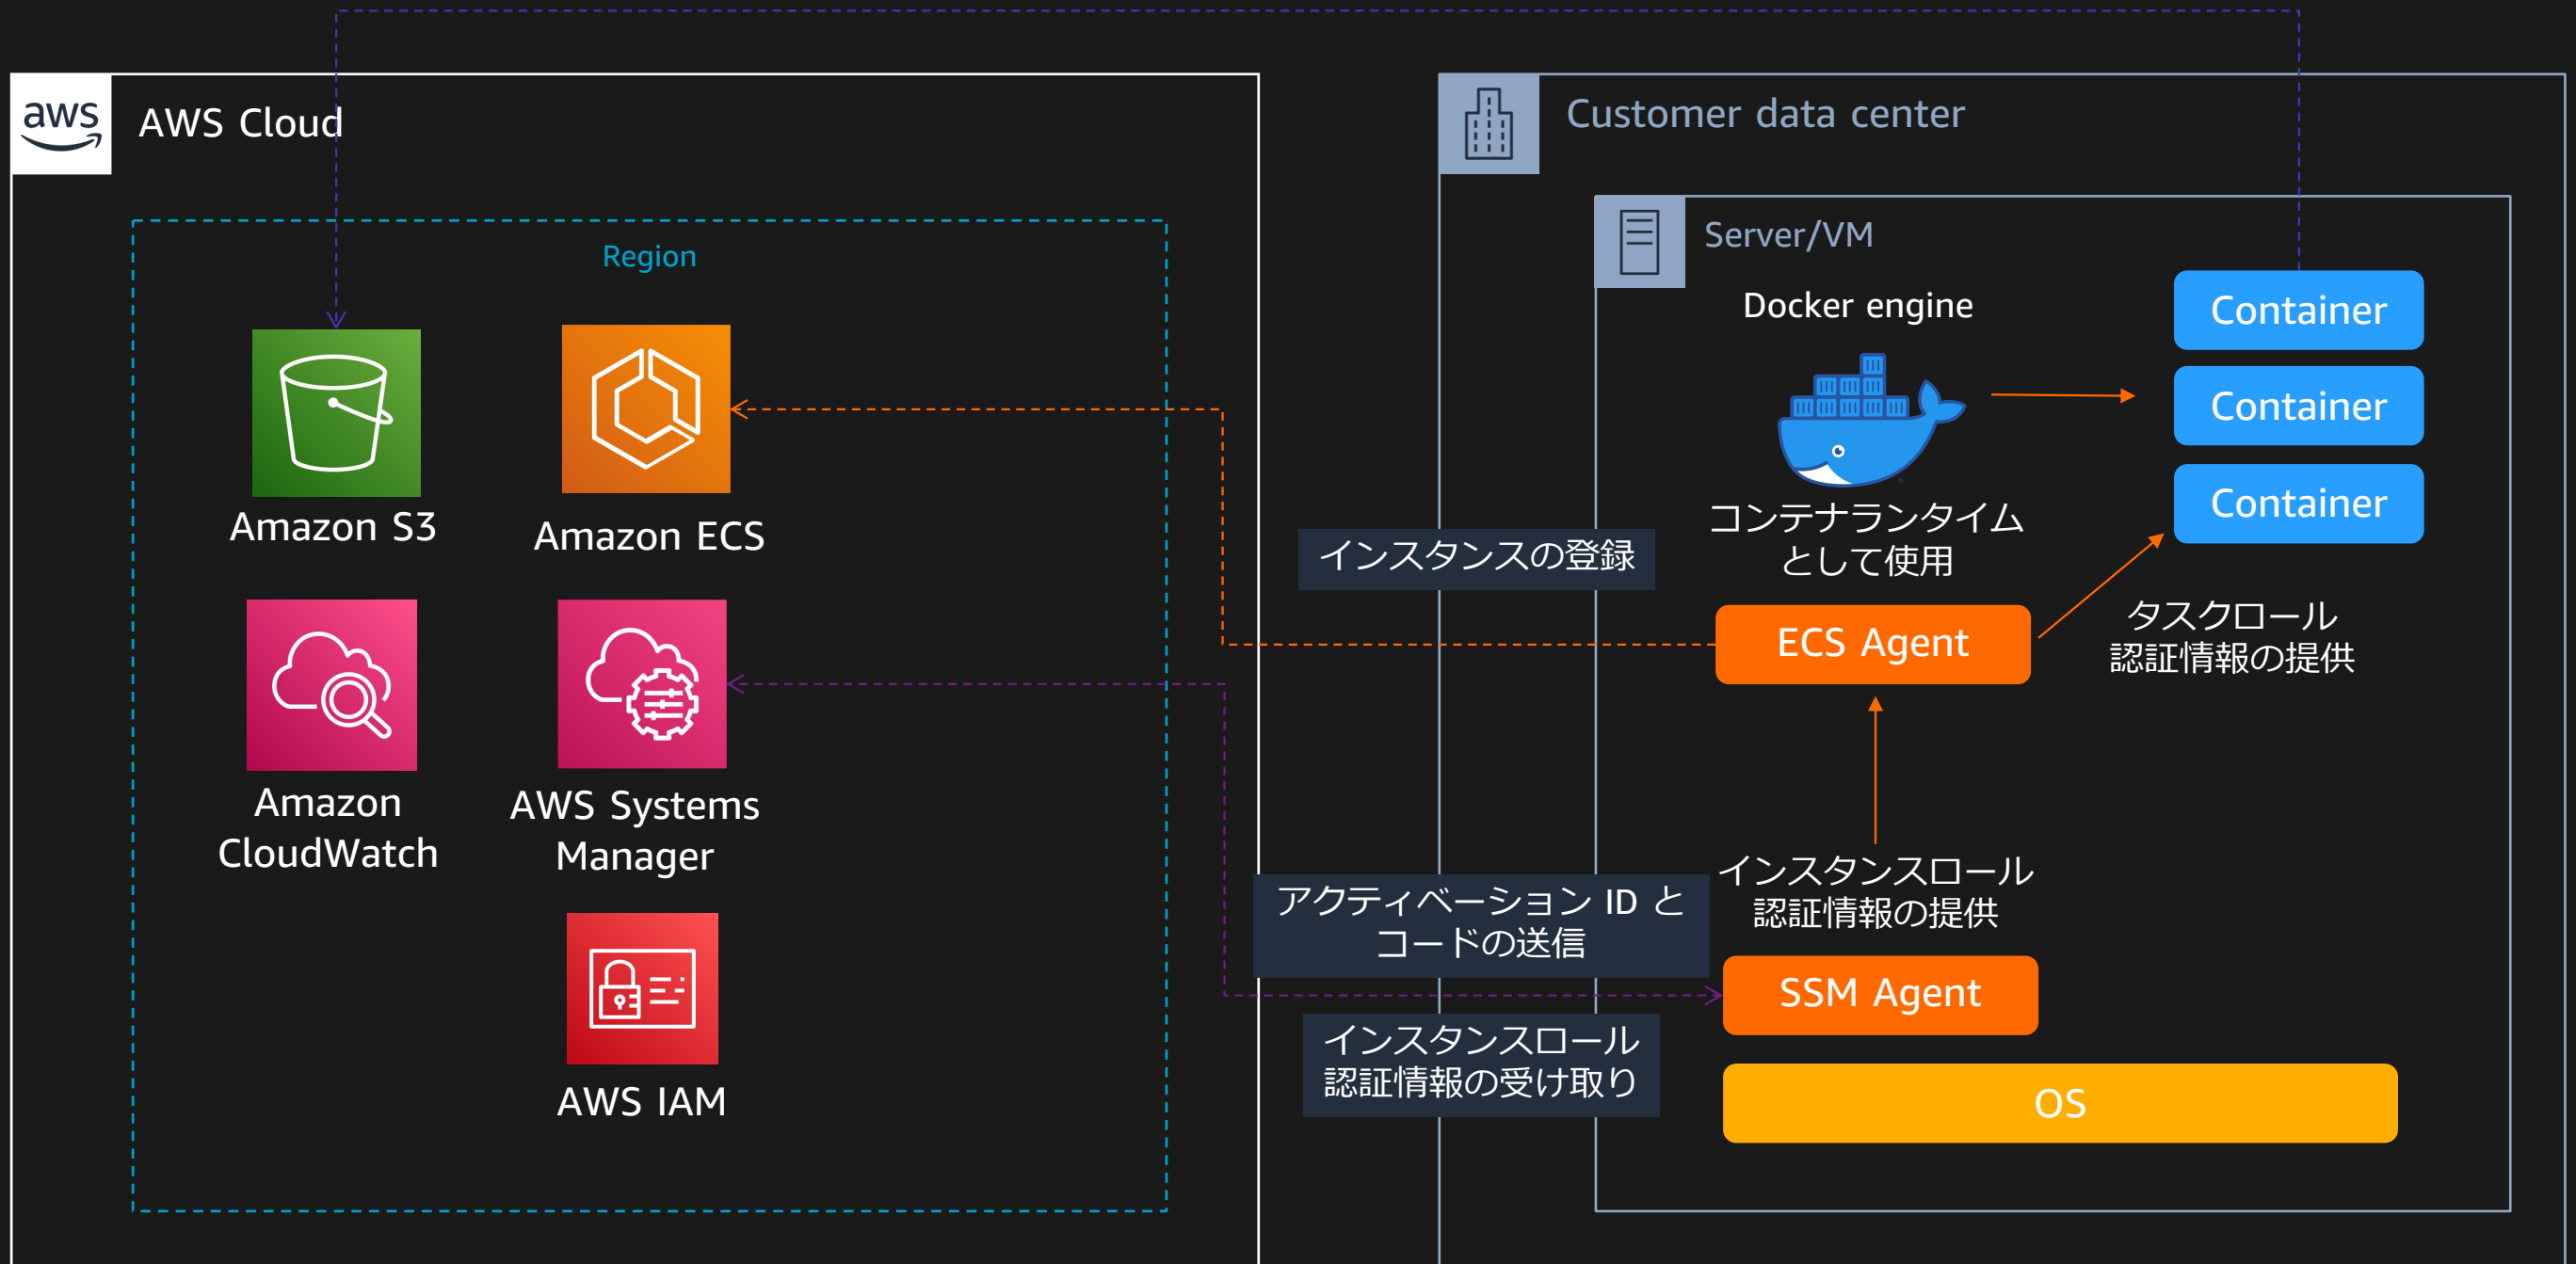 aws
AWS Cloud
Region
Amazon S3
Amazon ECS
Amazon
CloudWatch
AWS Systems
Manager
AWS IAM
インスタンスの登録
アクティベーション ID と
コードの送信
インスタンスロール
認証情報の受け取り
Customer data center
Server/VM
Docker engine
コンテナランタイム
として使用
Container
Container
Container
ECS Agent
タスクロール
認証情報の提供
インスタンスロール
認証情報の提供
SSM Agent
OS